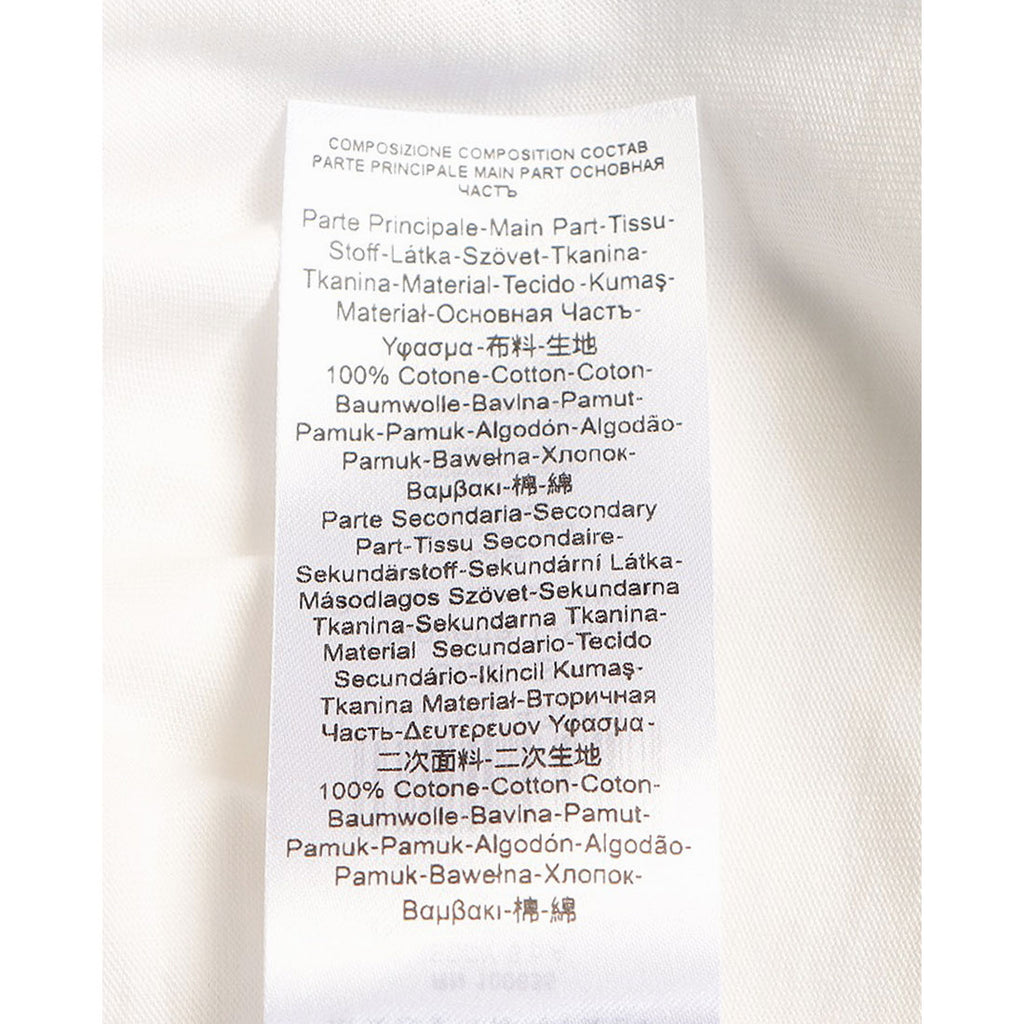 COMPOSIZIONE COMPOSITION СОСТАВ
PARTE PRINCIPALE MAIN PART ОСНОВНАЯ
ЧАСТЪ
Parte Principale-Main Part-Tissu-
Stoff-Látka-Szövet-Tkanina-
Tkanina-Material-Tecido-Kumaş-
Materiał-Основная Частъ-
Υφασμα-布料-生地
100% Cotone-Cotton-Coton-
Baumwolle-Bavlna-Pamut-
Pamuk-Pamuk-Algodón-Algodão-
Pamuk-Bawełna-Хлопок-
Βαμβακι-棉-綿
Parte Secondaria-Secondary
Part-Tissu Secondaire-
Sekundärstoff-Sekundární Látka-
Másodlagos Szövet-Sekundarna
Tkanina-Sekundarna Tkanina-
Material Secundario-Tecido
Secundário-Ikincil Kumaş-
Tkanina Materiał-Вторичная
Часть-Δευτερευον Υφασμα-
二次面料-二次生地
100% Cotone-Cotton-Coton-
Baumwolle-Bavlna-Pamut-
Pamuk-Pamuk-Algodón-Algodão-
Pamuk-Bawełna-Хлопок-
Βαμβακι-棉-綿